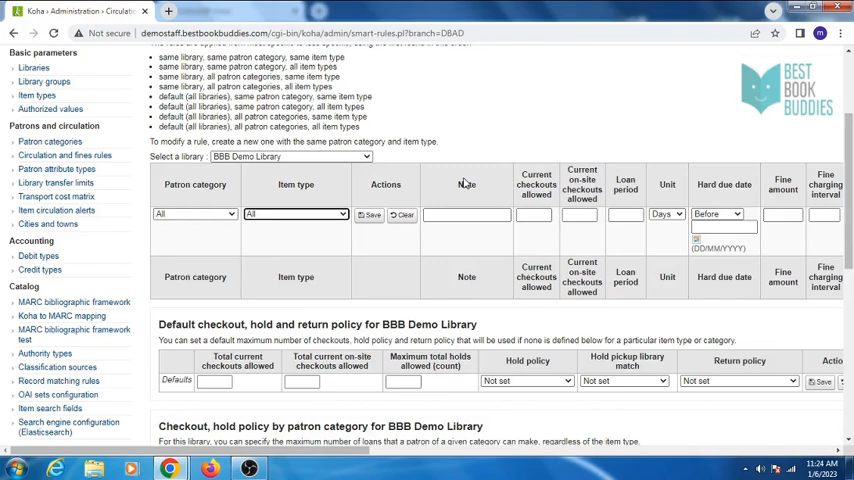 Koha › Administration › Circulatio
Not secure demostaff.bestbookbuddies.com/cgi-bin/koha/admin/smart-rules.pl?branch=DBAD
m
Basic parameters
Libraries
Library groups
Item types
Authorized values
Patrons and circulation
Patron categories
Circulation and fines rules
Patron attribute types
Library transfer limits
Transport cost matrix
Item circulation alerts
Cities and towns
Accounting
Debit types
Credit types
Catalog
MARC bibliographic framework
Koha to MARC mapping
MARC bibliographic framework
test
Authority types
Classification sources
Record matching rules
OAI sets configuration
Item search fields
Search engine configuration
(Elasticsearch)
same library, same patron category, same item type
same library, same patron category, all item types
same library, all patron categories, same item type
same library, all patron categories, all item types
default (all libraries), same patron category, same item type
default (all libraries), same patron category, all item types
default (all libraries), all patron categories, same item type
default (all libraries), all patron categories, all item types
BEST
BOOK
BUDDIES
To modify a rule, create a new one with the same patron category and item type.
Select a library : BBB Demo Library
Patron category Item type Actions Note Current checkouts allowed Current on-site checkouts allowed Loan period Unit Hard due date Fine amount Fine charging interval
All All Save Clear Days Before
(DD/MM/YYYY)
Patron category Item type Note Current checkouts allowed Current on-site checkouts allowed Loan period Unit Hard due date Fine amount Fine charging interval
Default checkout, hold and return policy for BBB Demo Library
You can set a default maximum number of checkouts, hold policy and return policy that will be used if none is defined below for a particular item type or category.
Total current checkouts allowed Total current on-site checkouts allowed Maximum total holds allowed (count) Hold policy Hold pickup library match Return policy Actio
Defaults Not set Not set Not set Save
Checkout, hold policy by patron category for BBB Demo Library
For this library, you can specify the maximum number of loans that a patron of a given category can make, regardless of the item type.
11:24 AM
1/6/2023